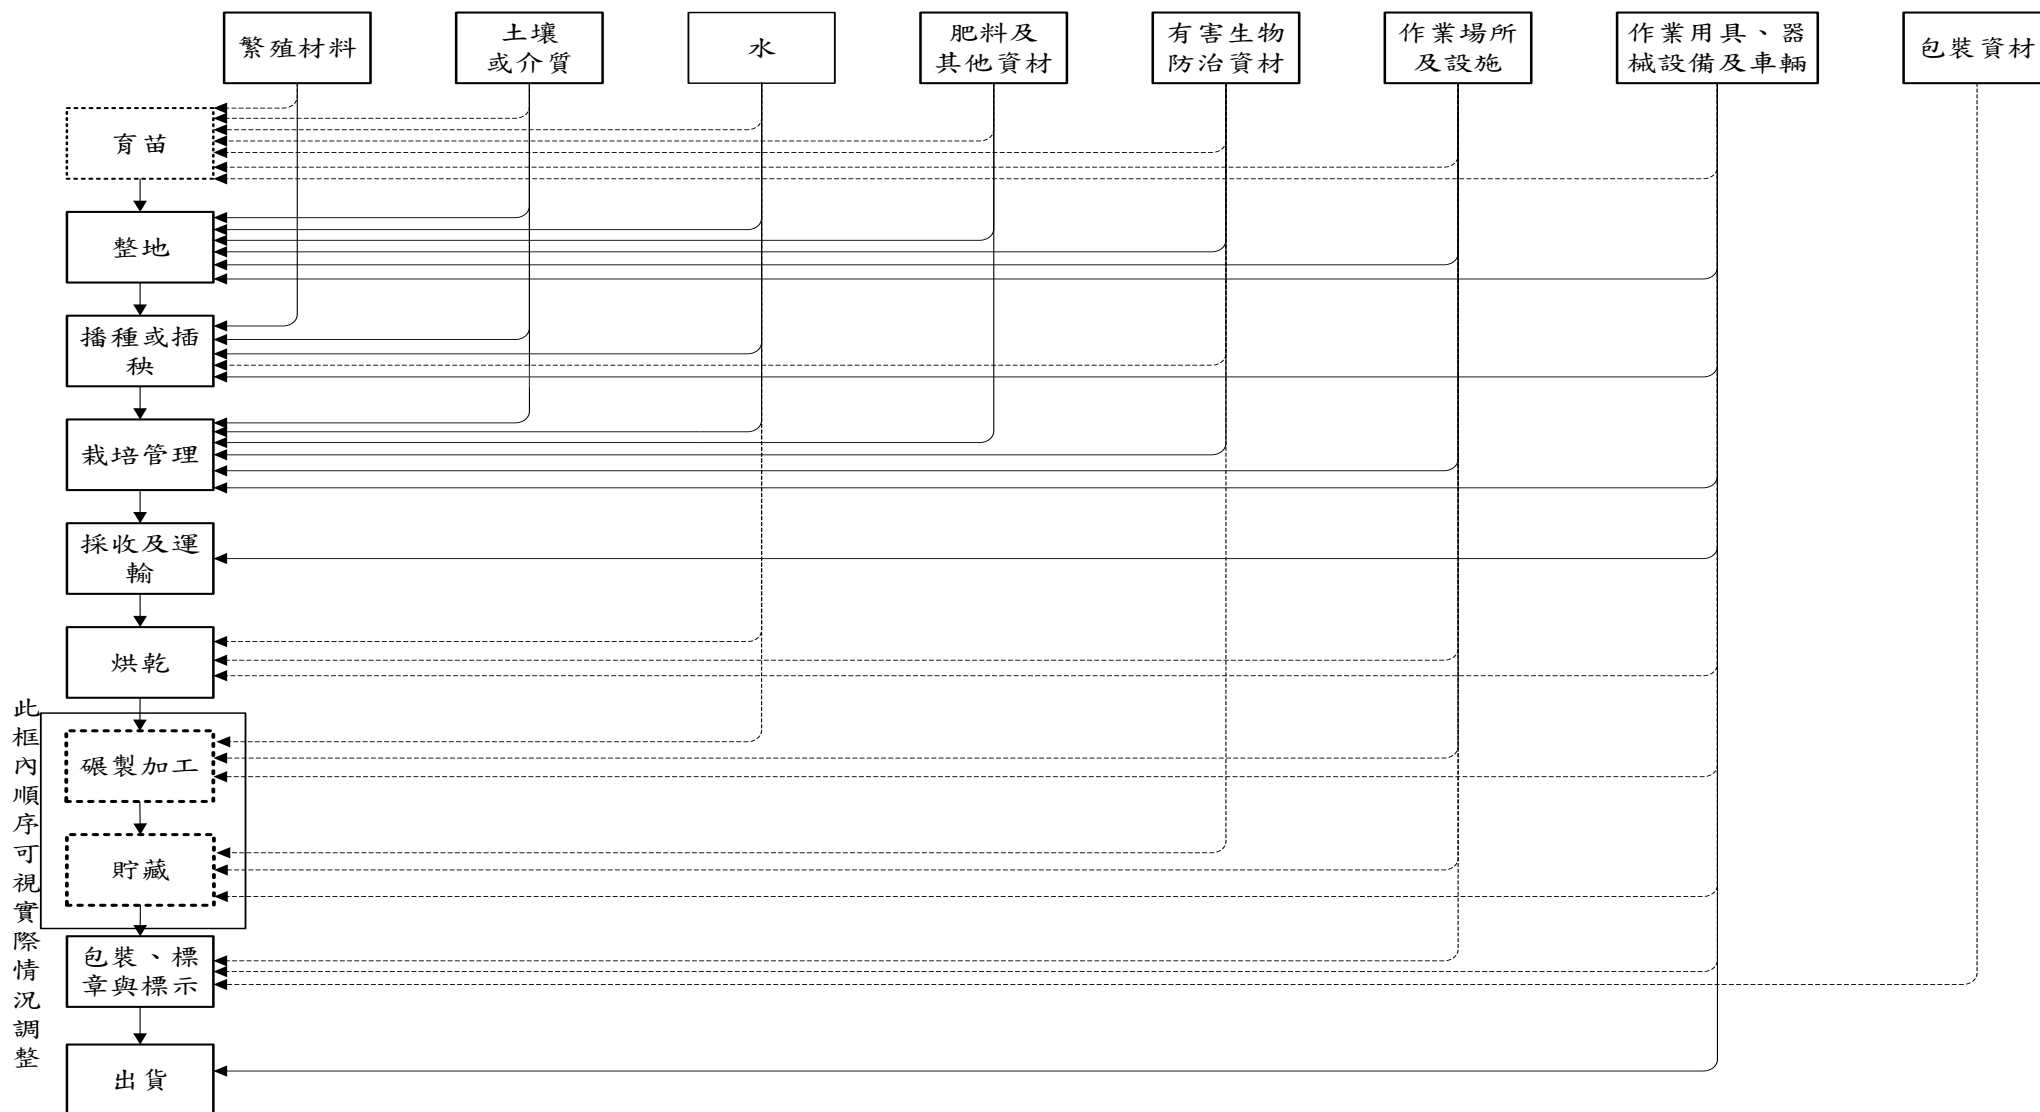 繁殖材料
土壤
或介質
水
肥料及
其他資材
有害生物
防治資材
作業場所
及設施
作業用具、器
械設備及車輛
包裝資材
育苗
整地
播種或插
秧
栽培管理
採收及運
輸
烘乾
此框內順序可視實際情況調整
碾製加工
貯藏
包裝、標
章與標示
出貨